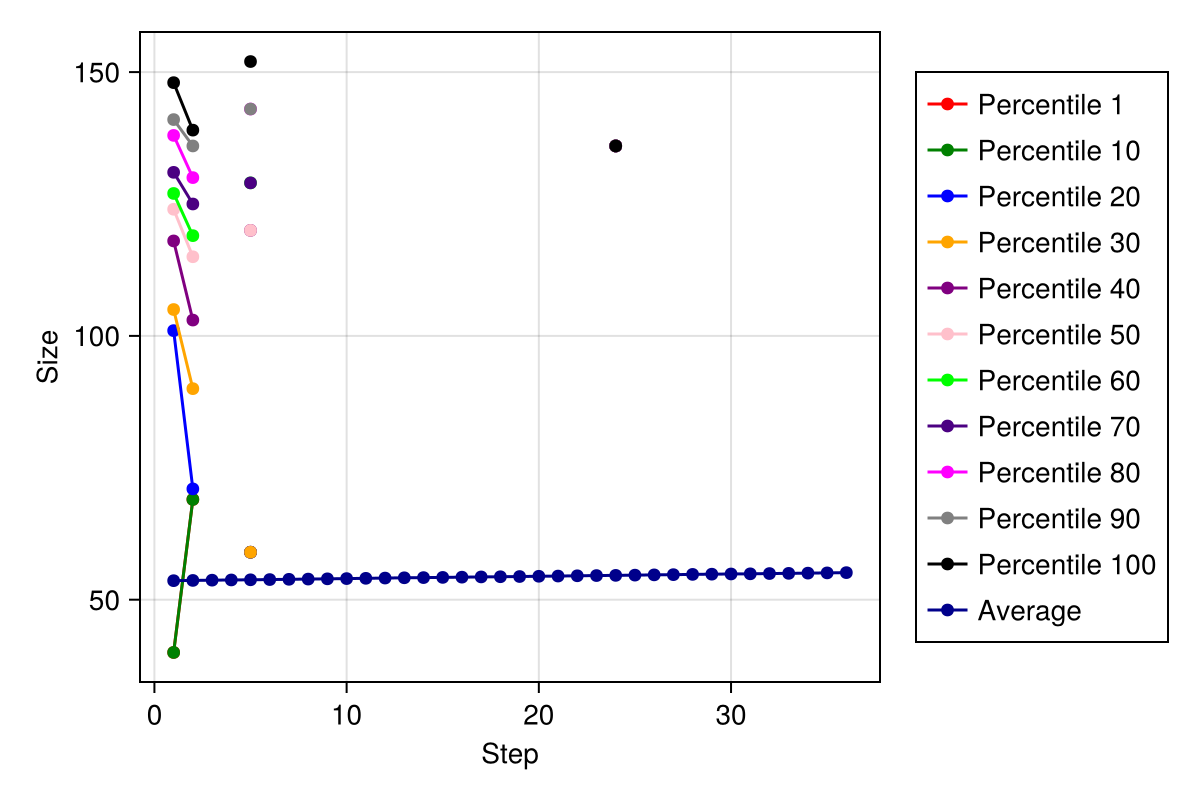 150
100
50
Size
0
10
20
30
Step
Percentile 1
Percentile 10
Percentile 20
Percentile 30
Percentile 40
Percentile 50
Percentile 60
Percentile 70
Percentile 80
Percentile 90
Percentile 100
Average